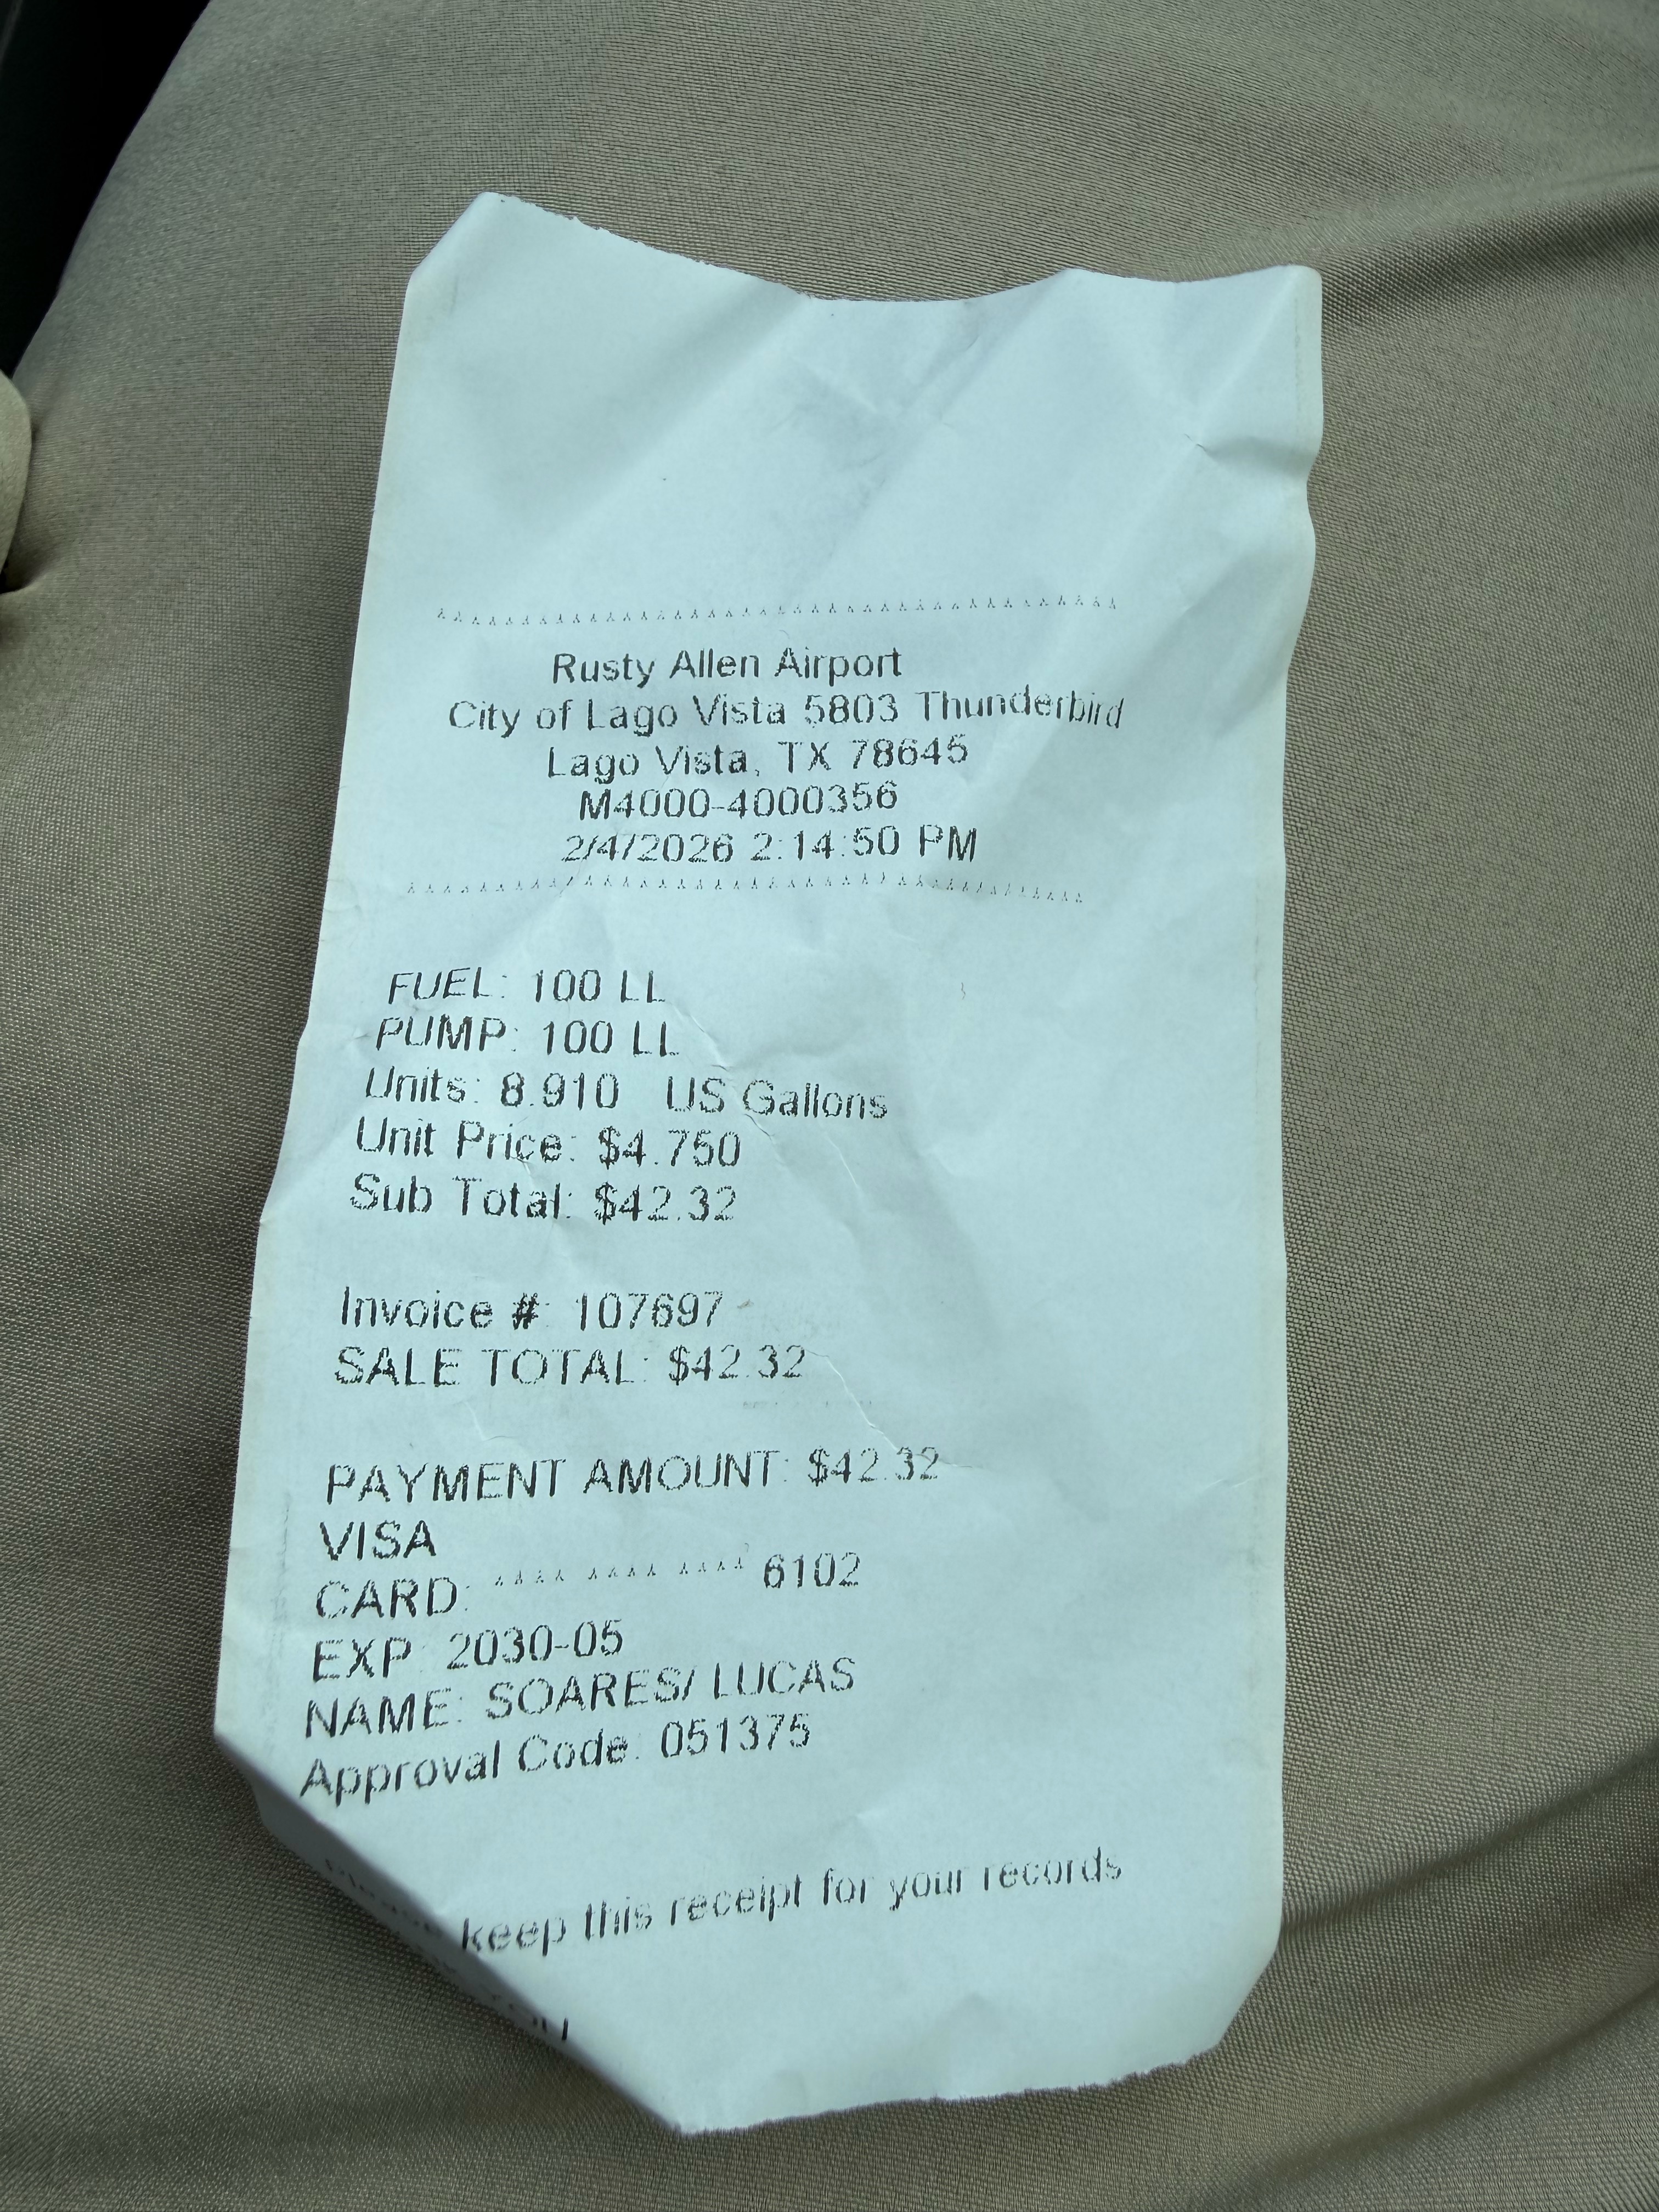 Rusty Allen Airport
City of Lago Vista 5803 Thunderbird
Lago Vista, TX 78645
M4000-4000356
2/4/2026 2:14:50 PM
FUEL: 100 LL
PUMP: 100 LL
Units: 8.910 US Gallons
Unit Price: $4.750
Sub Total: $42.32
Invoice #: 107697
SALE TOTAL: $42.32
PAYMENT AMOUNT: $42.32
VISA
CARD: **** **** **** 6102
EXP: 2030-05
NAME: SOARES/ LUCAS
Approval Code: 051375
keep this receipt for your records